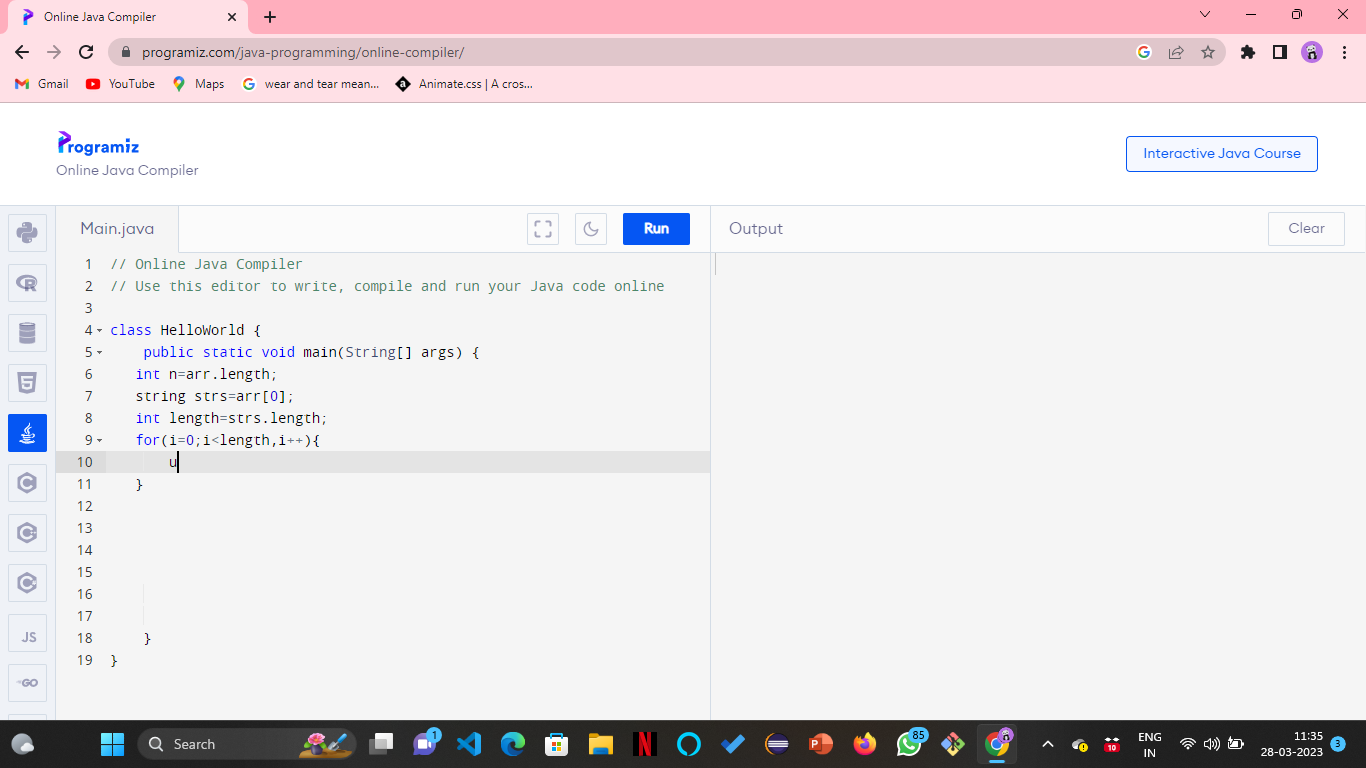 Online Java Compiler
programiz.com/java-programming/online-compiler/
Gmail YouTube Maps wear and tear mean... Animate.css | A cros...
Programiz
Online Java Compiler
Interactive Java Course
Main.java Run
Output Clear
1 // Online Java Compiler
2 // Use this editor to write, compile and run your Java code online
3
4 class HelloWorld {
5 public static void main(String[] args) {
6 int n=arr.length;
7 string strs=arr[0];
8 int length=strs.length;
9 for(i=0;i<length,i++){
10 u
11 }
12
13
14
15
16
17
18 }
19 }
JS
GO
Search
1
85
10
ENG
IN
11:35
28-03-2023
3